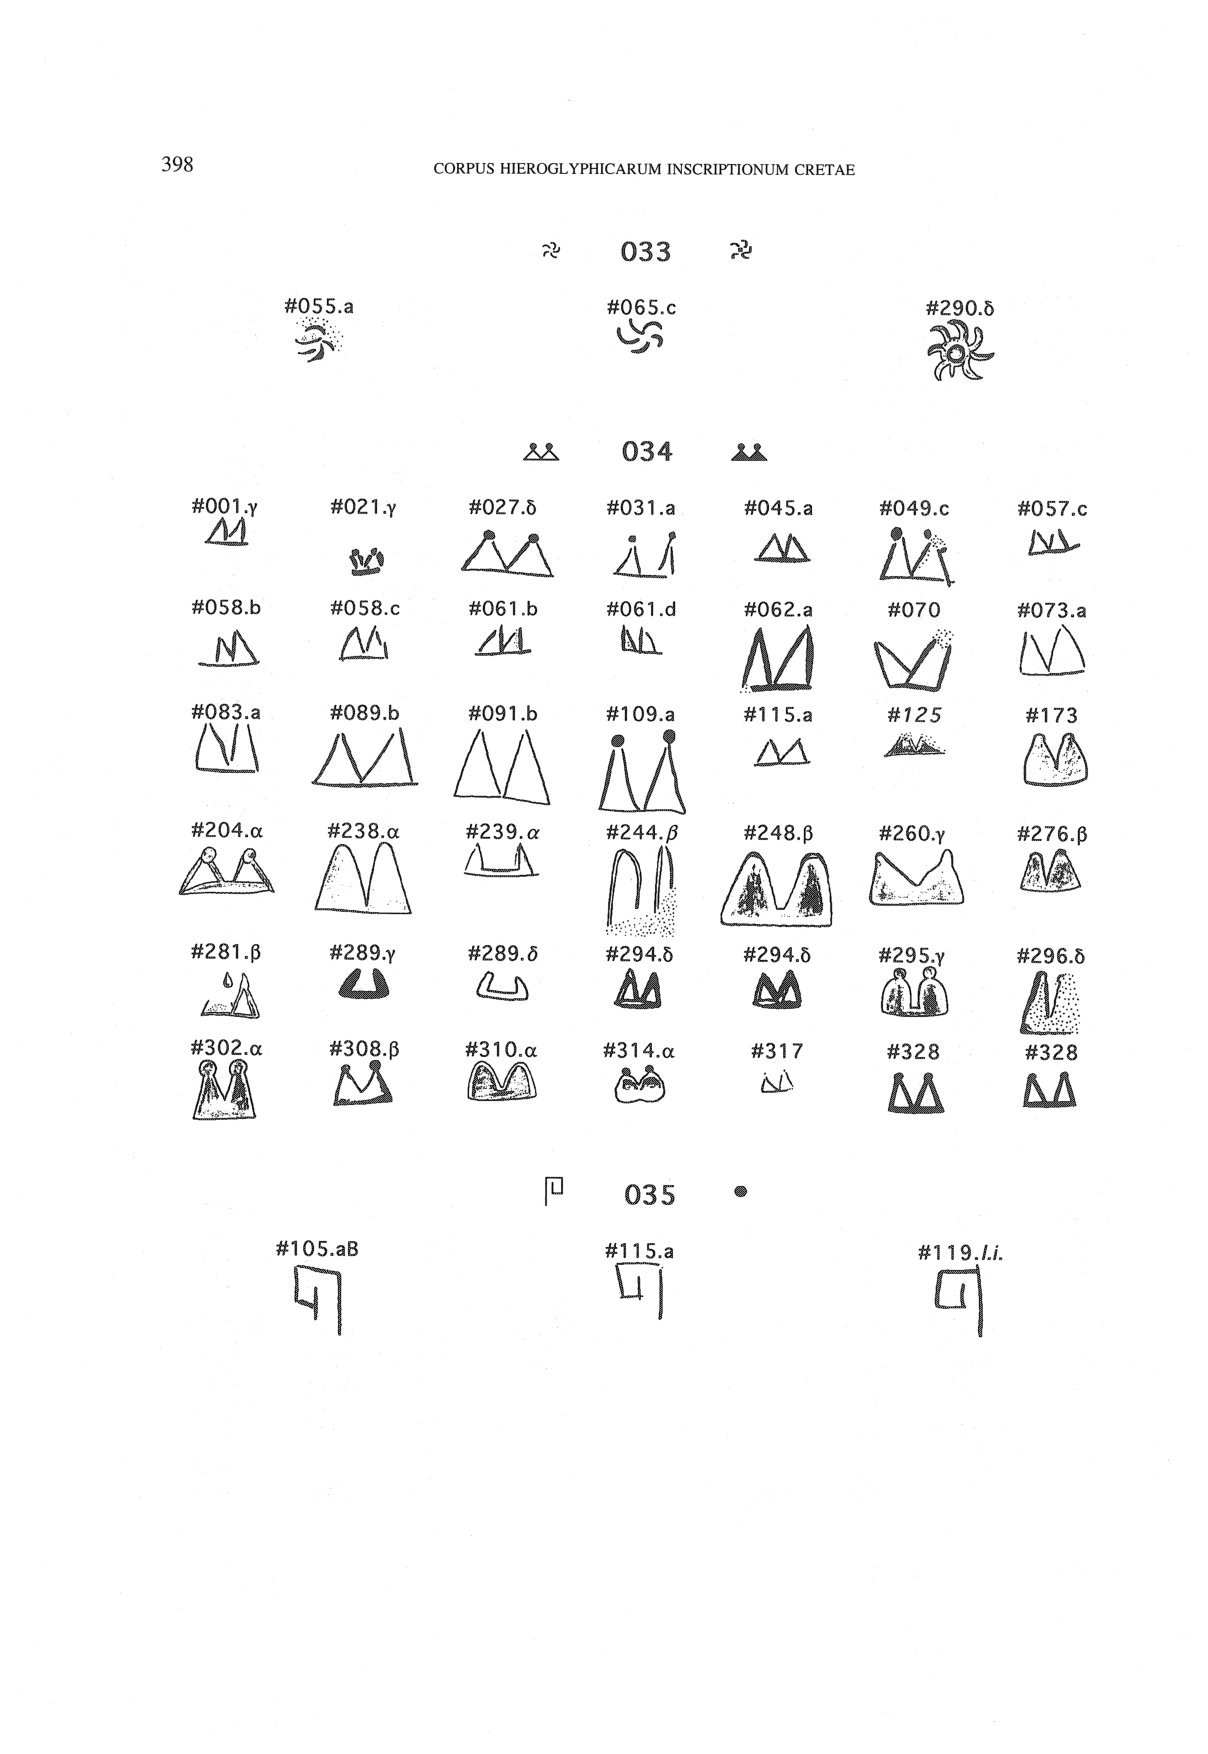 398
CORPUS HIEROGLYPHICARUM INSCRIPTIONUM CRETAE
033
#055.a #065.c #290.δ
034
#001.γ #021.γ #027.δ #031.a #045.a #049.c #057.c
#058.b #058.c #061.b #061.d #062.a #070 #073.a
#083.a #089.b #091.b #109.a #115.a #125 #173
#204.α #238.α #239.α #244.β #248.β #260.γ #276.β
#281.β #289.γ #289.δ #294.δ #294.δ #295.γ #296.δ
#302.α #308.β #310.α #314.α #317 #328 #328
035
#105.aB #115.a #119.l.i.